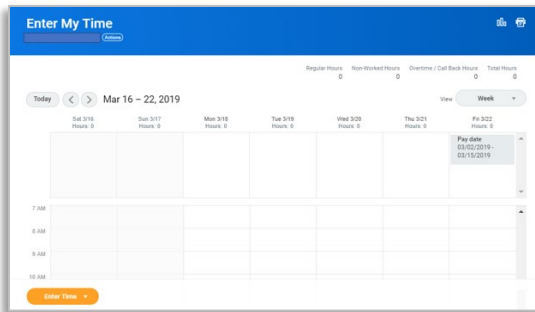 Enter My Time
Actions
Regular Hours Non-Worked Hours Overtime / Call Back Hours Total Hours
0 0 0 0
Today Mar 16 – 22, 2019 View Week
Sat 3/16 Sun 3/17 Mon 3/18 Tue 3/19 Wed 3/20 Thu 3/21 Fri 3/22
Hours: 0 Hours: 0 Hours: 0 Hours: 0 Hours: 0 Hours: 0 Hours: 0
Pay date
03/02/2019 -
03/15/2019
7 AM
8 AM
9 AM
10 AM
Enter Time